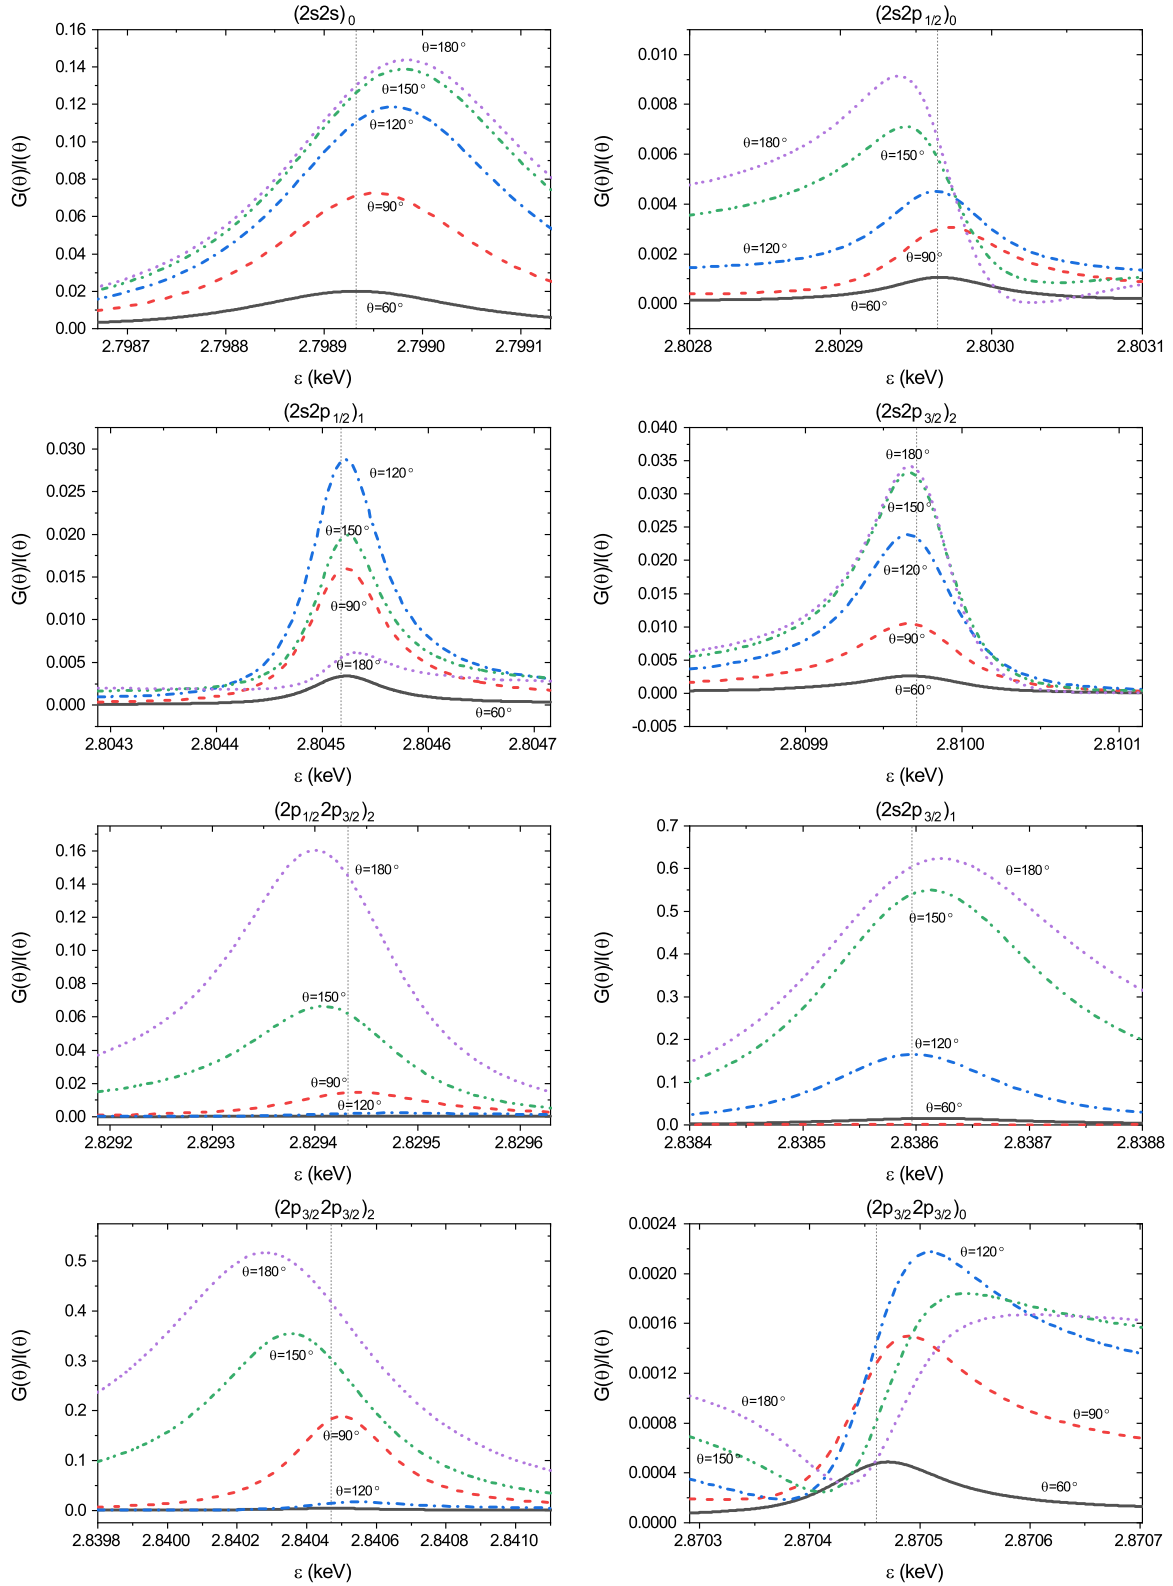 (2s2s)0
0.16
0.14
0.12
0.10
0.08
0.06
0.04
0.02
0.00
G(θ)/I(θ)
θ=180°
θ=150°
θ=120°
θ=90°
θ=60°
2.7987 2.7988 2.7989 2.7990 2.7991
ε (keV)
(2s2p1/2)0
0.010
0.008
0.006
0.004
0.002
0.000
G(θ)/I(θ)
θ=180°
θ=150°
θ=120°
θ=90°
θ=60°
2.8028 2.8029 2.8030 2.8031
ε (keV)
(2s2p1/2)1
0.030
0.025
0.020
0.015
0.010
0.005
0.000
G(θ)/I(θ)
θ=120°
θ=150°
θ=90°
θ=180°
θ=60°
2.8043 2.8044 2.8045 2.8046 2.8047
ε (keV)
(2s2p3/2)2
0.040
0.035
0.030
0.025
0.020
0.015
0.010
0.005
0.000
-0.005
G(θ)/I(θ)
θ=180°
θ=150°
θ=120°
θ=90°
θ=60°
2.8099 2.8100 2.8101
ε (keV)
(2p1/22p3/2)2
0.16
0.14
0.12
0.10
0.08
0.06
0.04
0.02
0.00
G(θ)/I(θ)
θ=180°
θ=150°
θ=90°
θ=120°
2.8292 2.8293 2.8294 2.8295 2.8296
ε (keV)
(2s2p3/2)1
0.7
0.6
0.5
0.4
0.3
0.2
0.1
0.0
G(θ)/I(θ)
θ=180°
θ=150°
θ=120°
θ=60°
2.8384 2.8385 2.8386 2.8387 2.8388
ε (keV)
(2p3/22p3/2)2
0.5
0.4
0.3
0.2
0.1
0.0
G(θ)/I(θ)
θ=180°
θ=150°
θ=90°
θ=120°
2.8398 2.8400 2.8402 2.8404 2.8406 2.8408 2.8410
ε (keV)
(2p3/22p3/2)0
0.0024
0.0020
0.0016
0.0012
0.0008
0.0004
0.0000
G(θ)/I(θ)
θ=120°
θ=180°
θ=90°
θ=150°
θ=60°
2.8703 2.8704 2.8705 2.8706 2.8707
ε (keV)